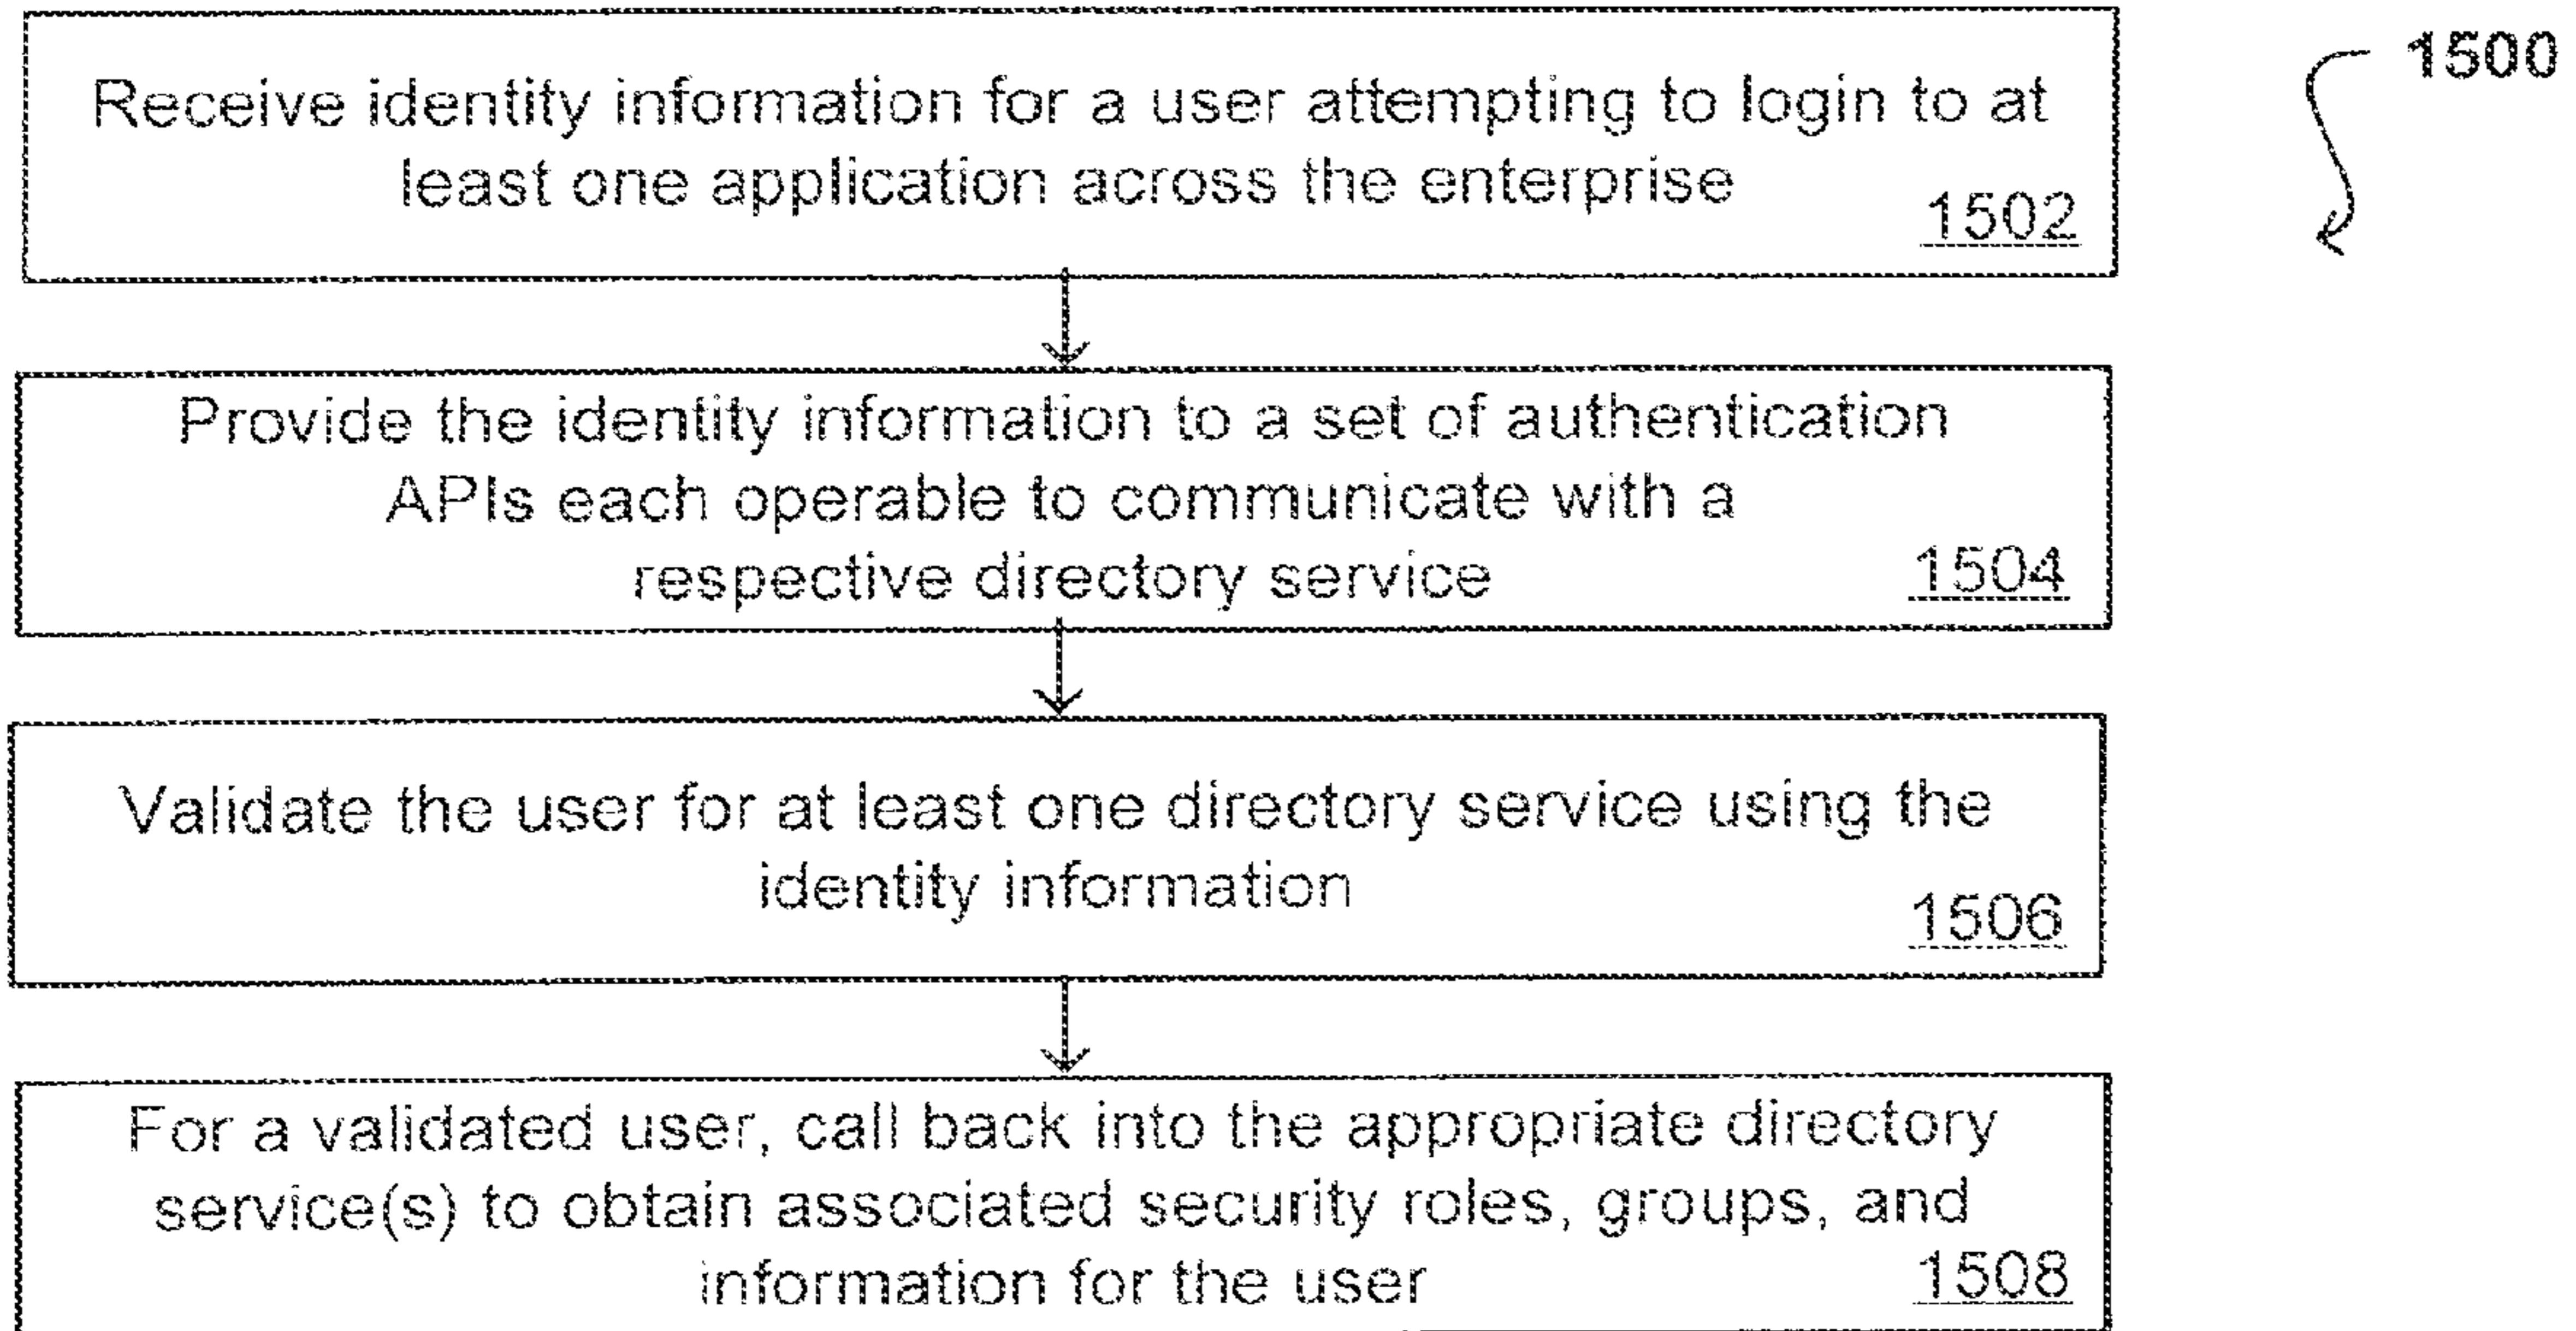 1500
Receive identity information for a user attempting to login to at
least one application across the enterprise
1502
Provide the identity information to a set of authentication
APIs each operable to communicate with a
respective directory service
1504
Validate the user for at least one directory service using the
identity information
1506
For a validated user, call back into the appropriate directory
service(s) to obtain associated security roles, groups, and
information for the user
1508